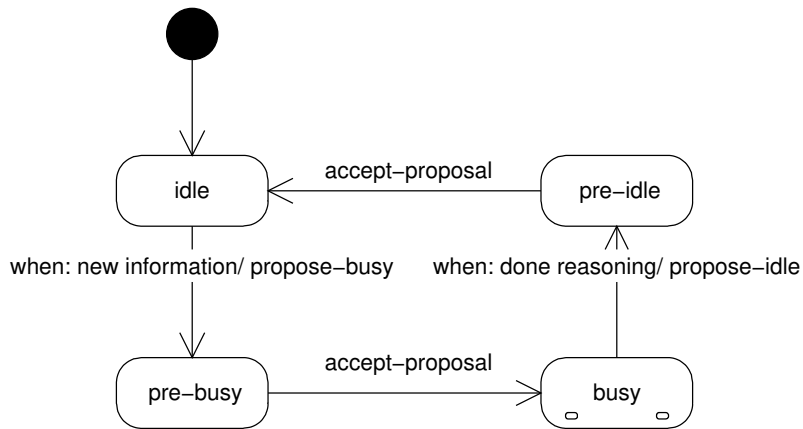 accept−proposal
idle
pre−idle
when: new information/ propose−busy
when: done reasoning/ propose−idle
accept−proposal
pre−busy
busy